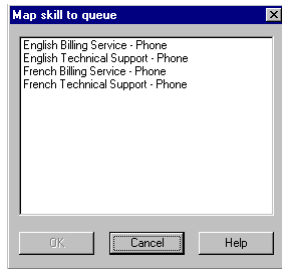 Map skill to queue
English Billing Service - Phone
English Technical Support - Phone
French Billing Service - Phone
French Technical Support - Phone
OK
Cancel
Help